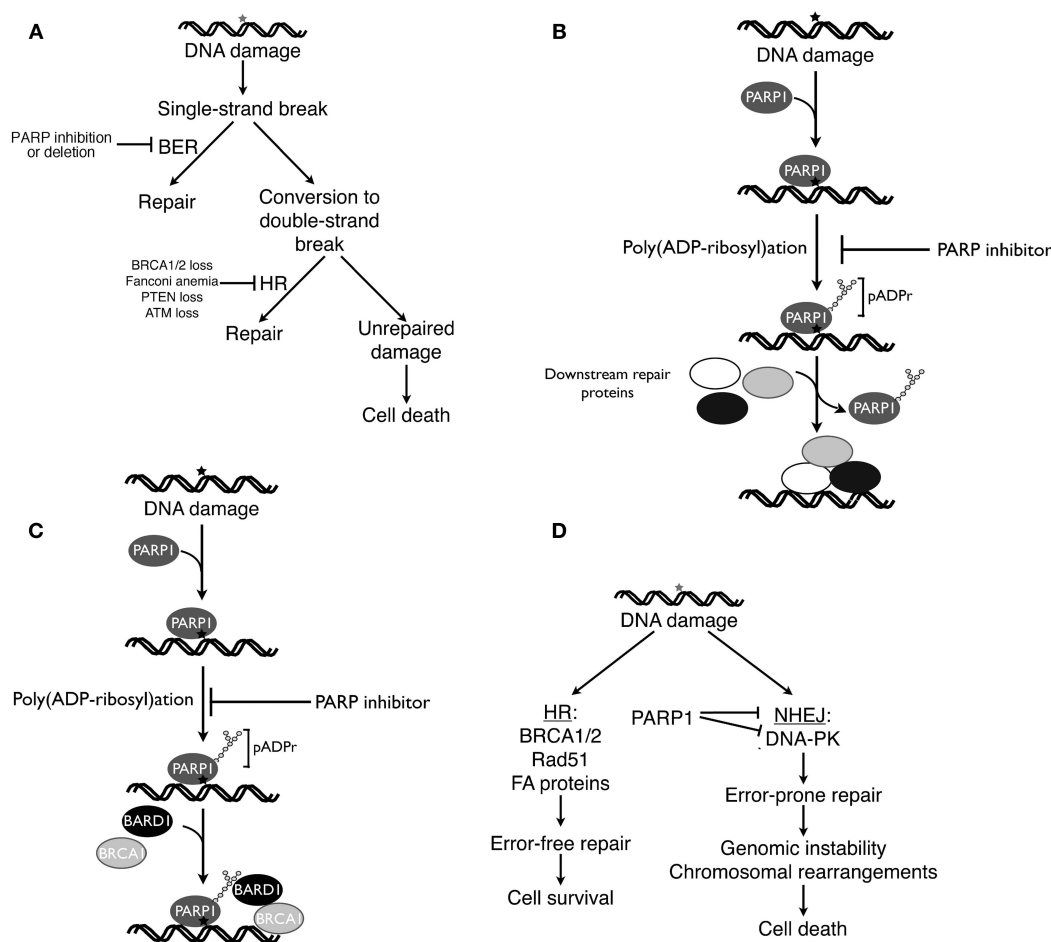 A
DNA damage
Single-strand break
PARP inhibition
or deletion
BER
Repair
Conversion to
double-strand
break
BRCA1/2 loss
Fanconi anemia
PTEN loss
ATM loss
HR
Repair
Unrepaired
damage
Cell death
B
DNA damage
PARP1
PARP1
Poly(ADP-ribosyl)ation
PARP inhibitor
pADPr
PARP1
Downstream repair
proteins
PARP1
C
DNA damage
PARP1
PARP1
Poly(ADP-ribosyl)ation
PARP inhibitor
pADPr
PARP1
BARD1
BRCA1
BARD1
PARP1
BRCA1
D
DNA damage
HR:
BRCA1/2
Rad51
FA proteins
Error-free repair
Cell survival
PARP1
NHEJ:
DNA-PK
Error-prone repair
Genomic instability
Chromosomal rearrangements
Cell death